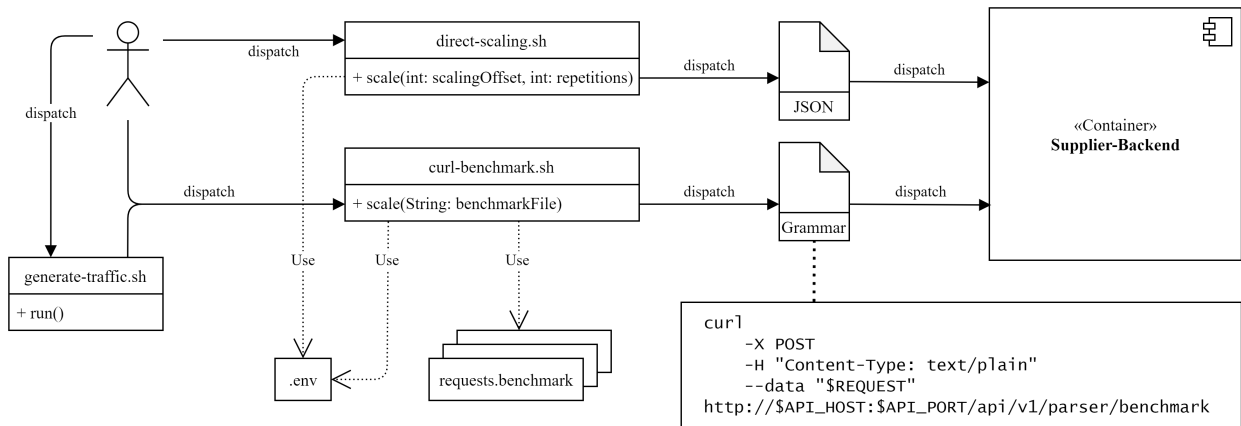 dispatch
direct-scaling.sh
+ scale(int: scalingOffset, int: repetitions)
dispatch
JSON
dispatch
«Container»
Supplier-Backend
dispatch
dispatch
curl-benchmark.sh
+ scale(String: benchmarkFile)
dispatch
Grammar
dispatch
generate-traffic.sh
+ run()
Use
Use
Use
.env
requests.benchmark
curl
-X POST
-H "Content-Type: text/plain"
--data "$REQUEST"
http://$API_HOST:$API_PORT/api/v1/parser/benchmark